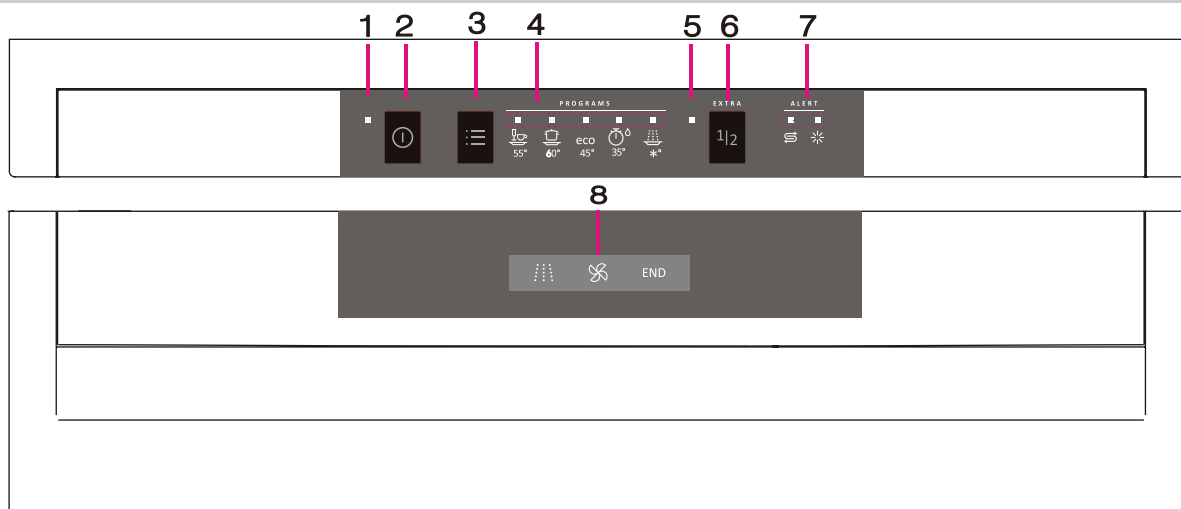 1 2 3 4 5 6 7
PROGRAMS EXTRA ALERT
1|2
eco
55° 60° 45° 35° *°
8
END